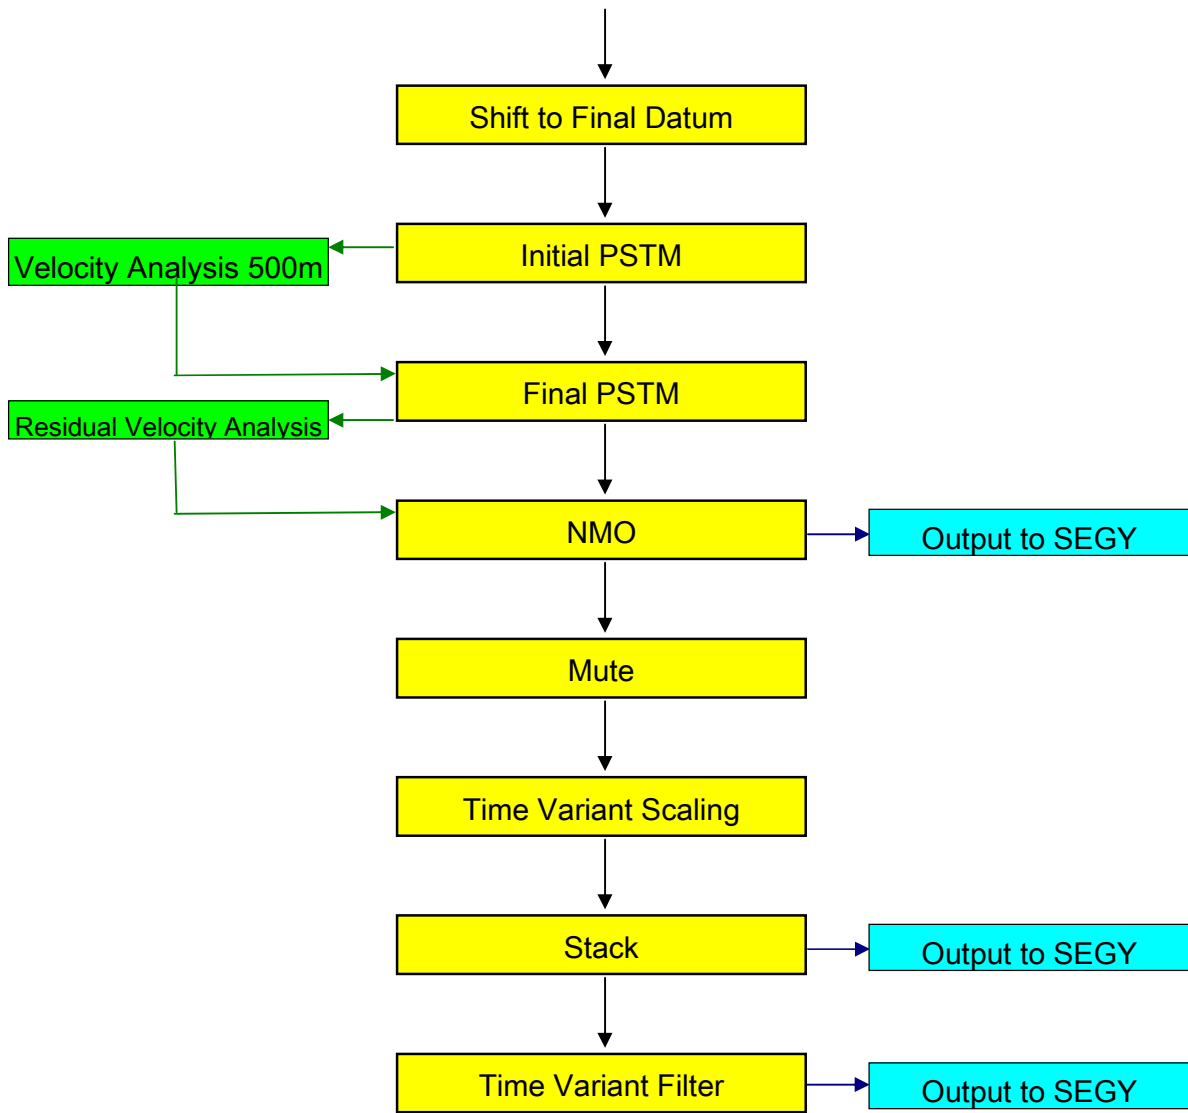 Shift to Final Datum
Initial PSTM
Velocity Analysis 500m
Final PSTM
Residual Velocity Analysis
NMO
Output to SEGY
Mute
Time Variant Scaling
Stack
Output to SEGY
Time Variant Filter
Output to SEGY